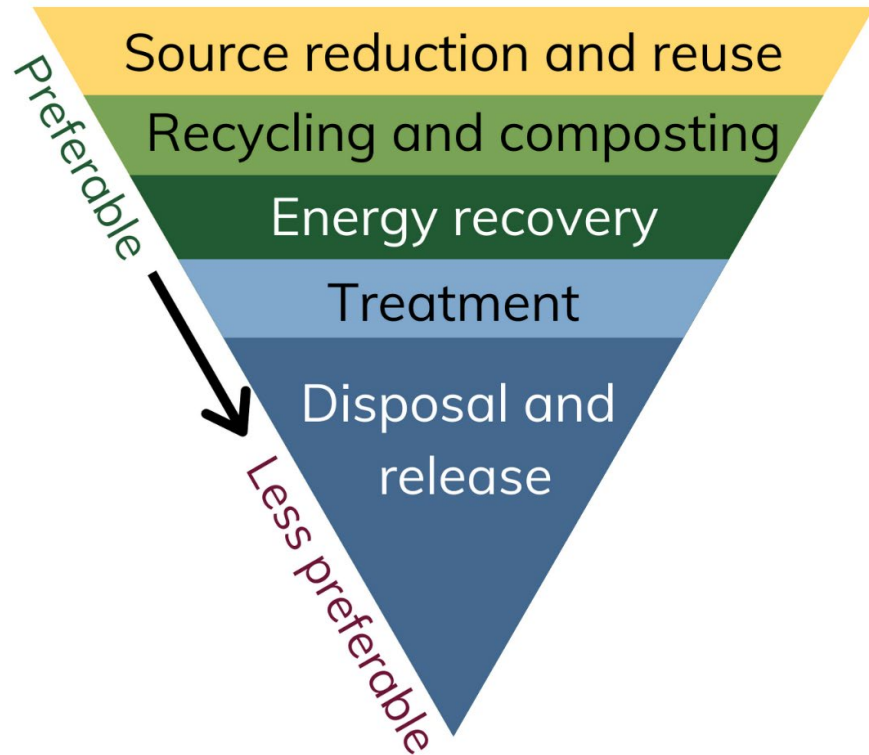 Source reduction and reuse
Recycling and composting
Energy recovery
Treatment
Disposal and
release
Preferable
Less preferable